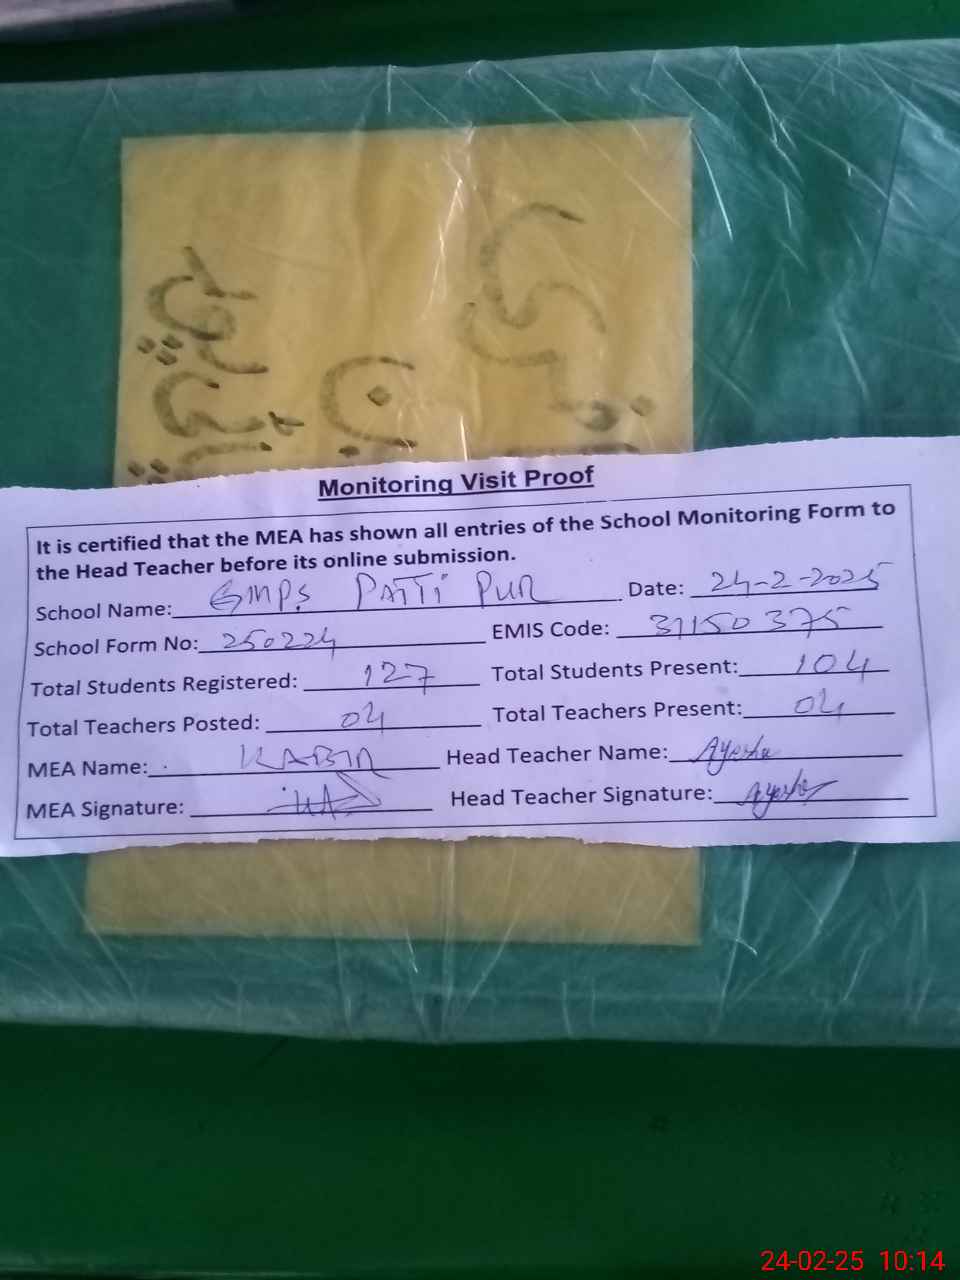 Monitoring Visit Proof
It is certified that the MEA has shown all entries of the School Monitoring Form to
the Head Teacher before its online submission.
School Name: GMPS PATTI PUR Date: 24-2-2025
School Form No: 250224 EMIS Code: 37150375
Total Students Registered: 127 Total Students Present: 104
Total Teachers Posted: 04 Total Teachers Present: 04
MEA Name: KABIR Head Teacher Name: Ayesha
MEA Signature: Head Teacher Signature: Ayesha
24-02-25 10:14